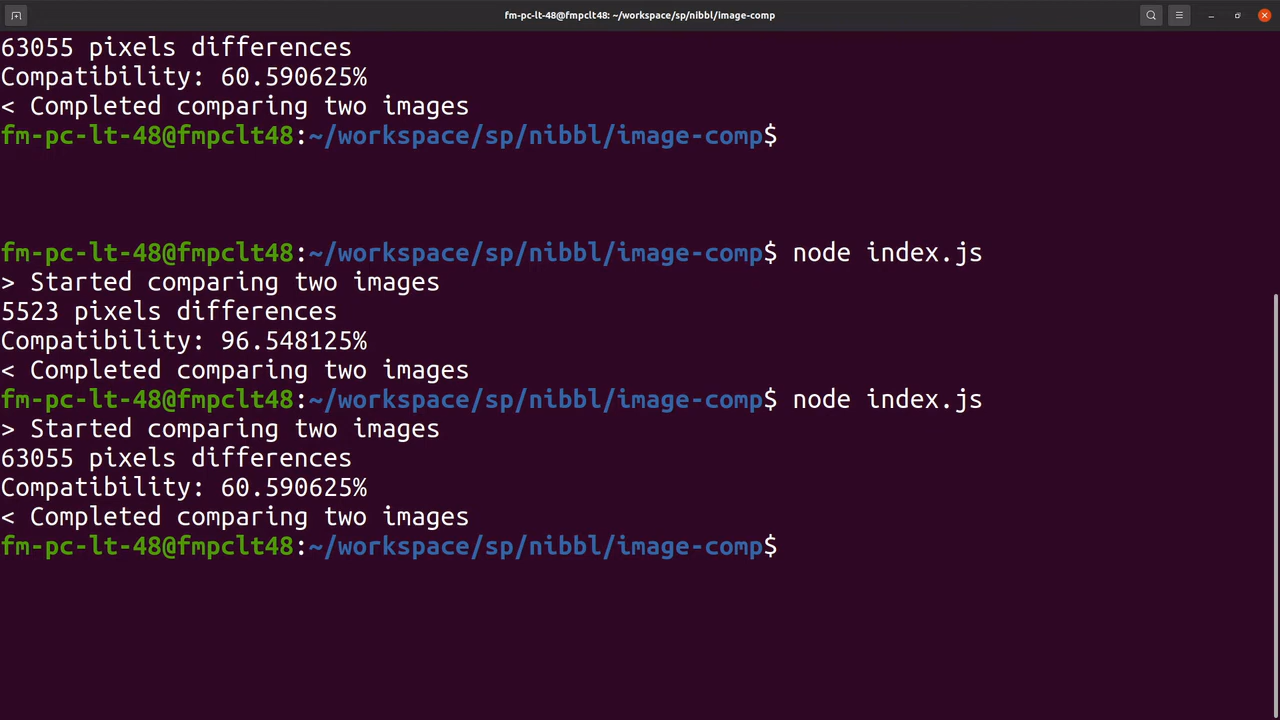 fm-pc-lt-48@fmpclt48: ~/workspace/sp/nibbl/image-comp
63055 pixels differences
Compatibility: 60.590625%
< Completed comparing two images
fm-pc-lt-48@fmpclt48:~/workspace/sp/nibbl/image-comp$
fm-pc-lt-48@fmpclt48:~/workspace/sp/nibbl/image-comp$ node index.js
> Started comparing two images
5523 pixels differences
Compatibility: 96.548125%
< Completed comparing two images
fm-pc-lt-48@fmpclt48:~/workspace/sp/nibbl/image-comp$ node index.js
> Started comparing two images
63055 pixels differences
Compatibility: 60.590625%
< Completed comparing two images
fm-pc-lt-48@fmpclt48:~/workspace/sp/nibbl/image-comp$